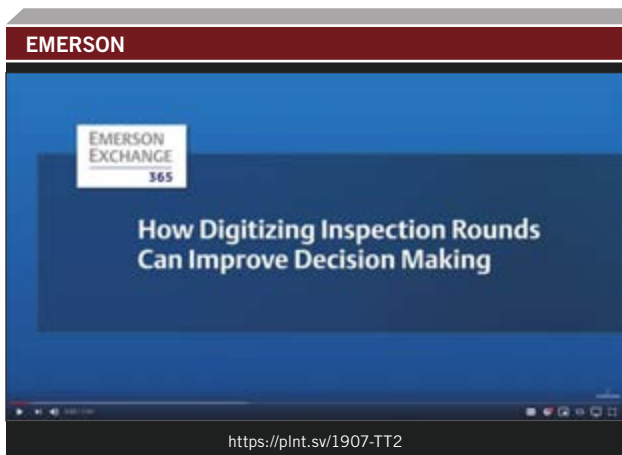 EMERSON
EMERSON
EXCHANGE
365
How Digitizing Inspection Rounds
Can Improve Decision Making
https://plnt.sv/1907-TT2